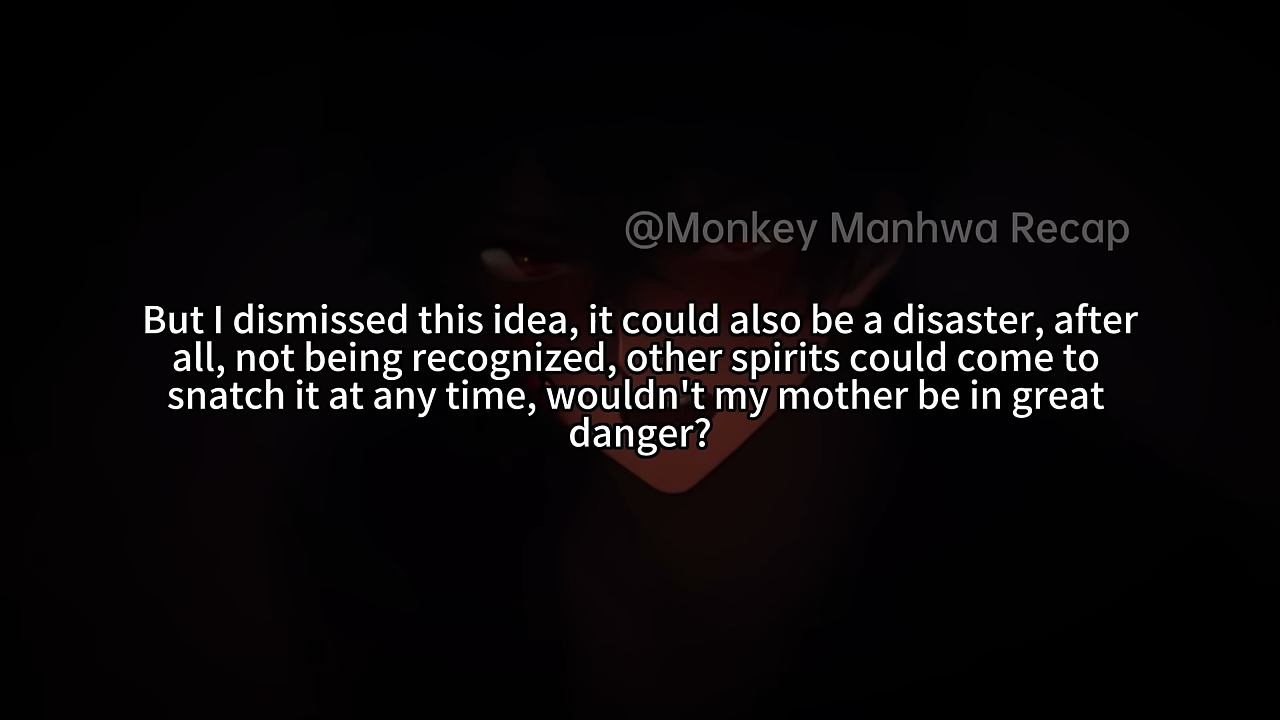 @Monkey Manhwa Recap
But I dismissed this idea, it could also be a disaster, after
all, not being recognized, other spirits could come to
snatch it at any time, wouldn't my mother be in great
danger?